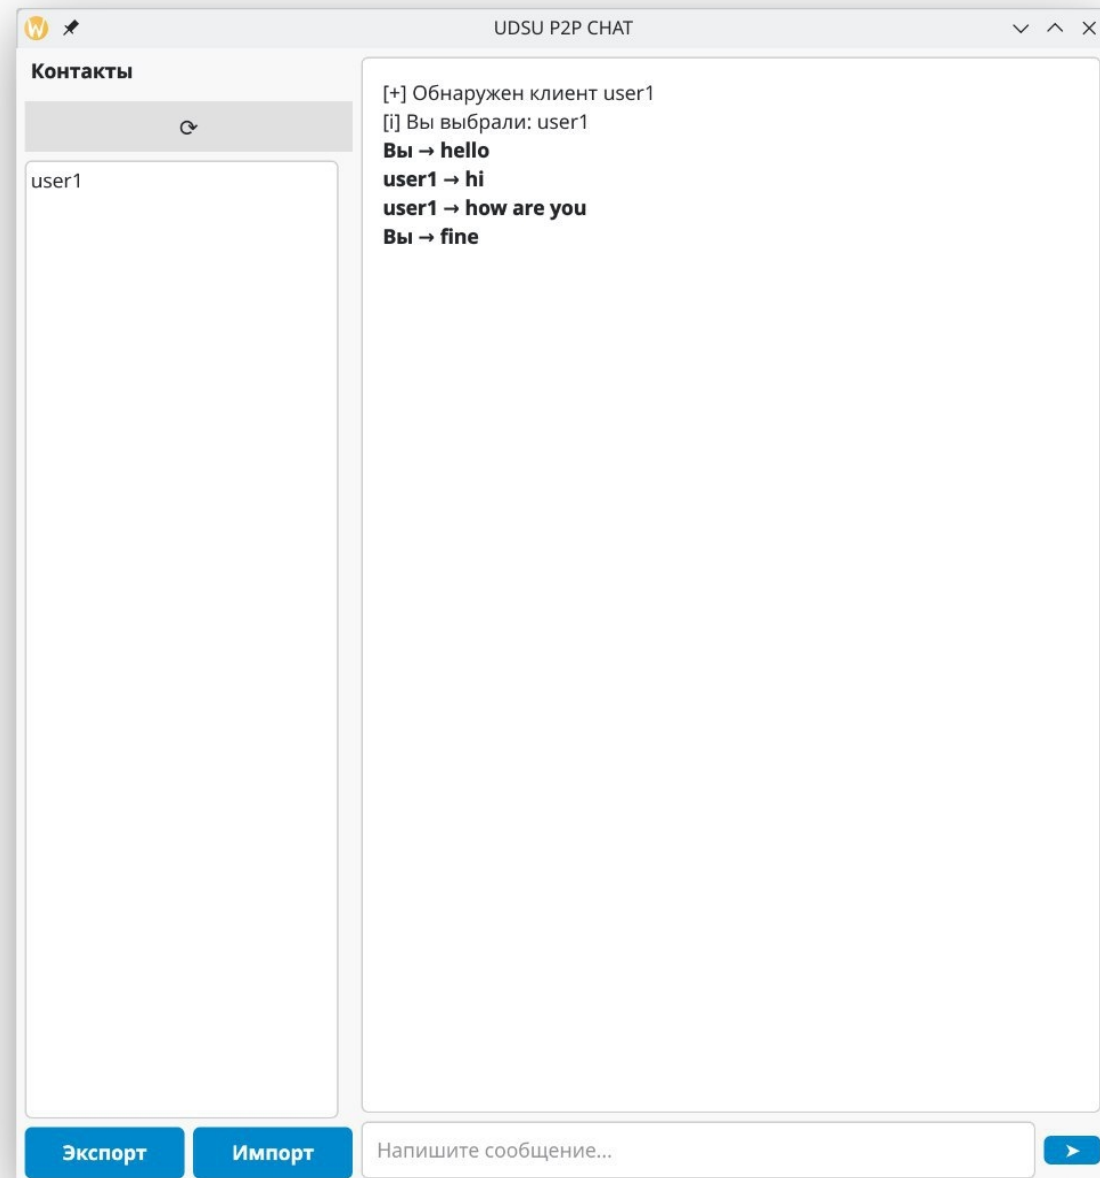 UDSU P2P CHAT
Контакты
⟳
user1
Экспорт
Импорт
[+] Обнаружен клиент user1
[i] Вы выбрали: user1
Вы → hello
user1 → hi
user1 → how are you
Вы → fine
Напишите сообщение...
➤